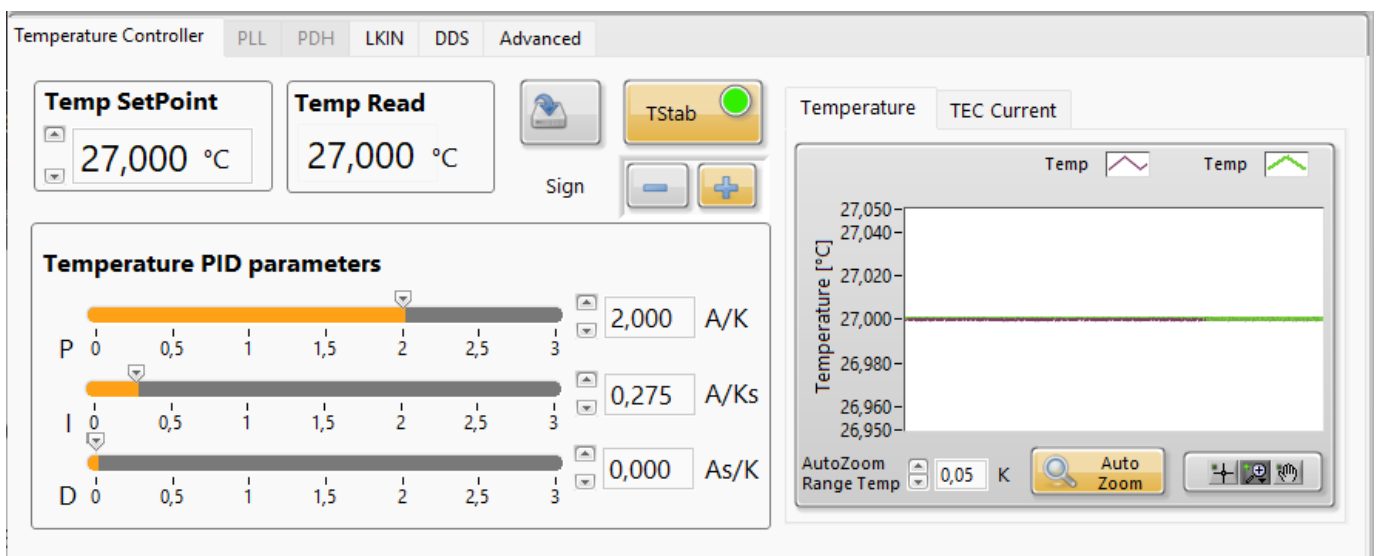 Temperature Controller PLL PDH LKIN DDS Advanced
Temp SetPoint
27,000 °C
Temp Read
27,000 °C
TStab
Sign
Temperature PID parameters
P 0 0,5 1 1,5 2 2,5 3
2,000 A/K
I 0 0,5 1 1,5 2 2,5 3
0,275 A/Ks
D 0 0,5 1 1,5 2 2,5 3
0,000 As/K
Temperature TEC Current
Temp Temp
Temperature [°C]
27,050
27,040
27,020
27,000
26,980
26,960
26,950
AutoZoom
Range Temp 0,05 K
Auto
Zoom